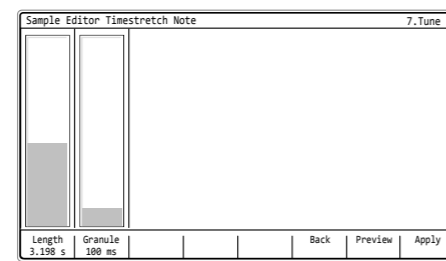 Sample Editor Timestretch Note 7.Tune
Length Granule Back Preview Apply
3.198 s 100 ms